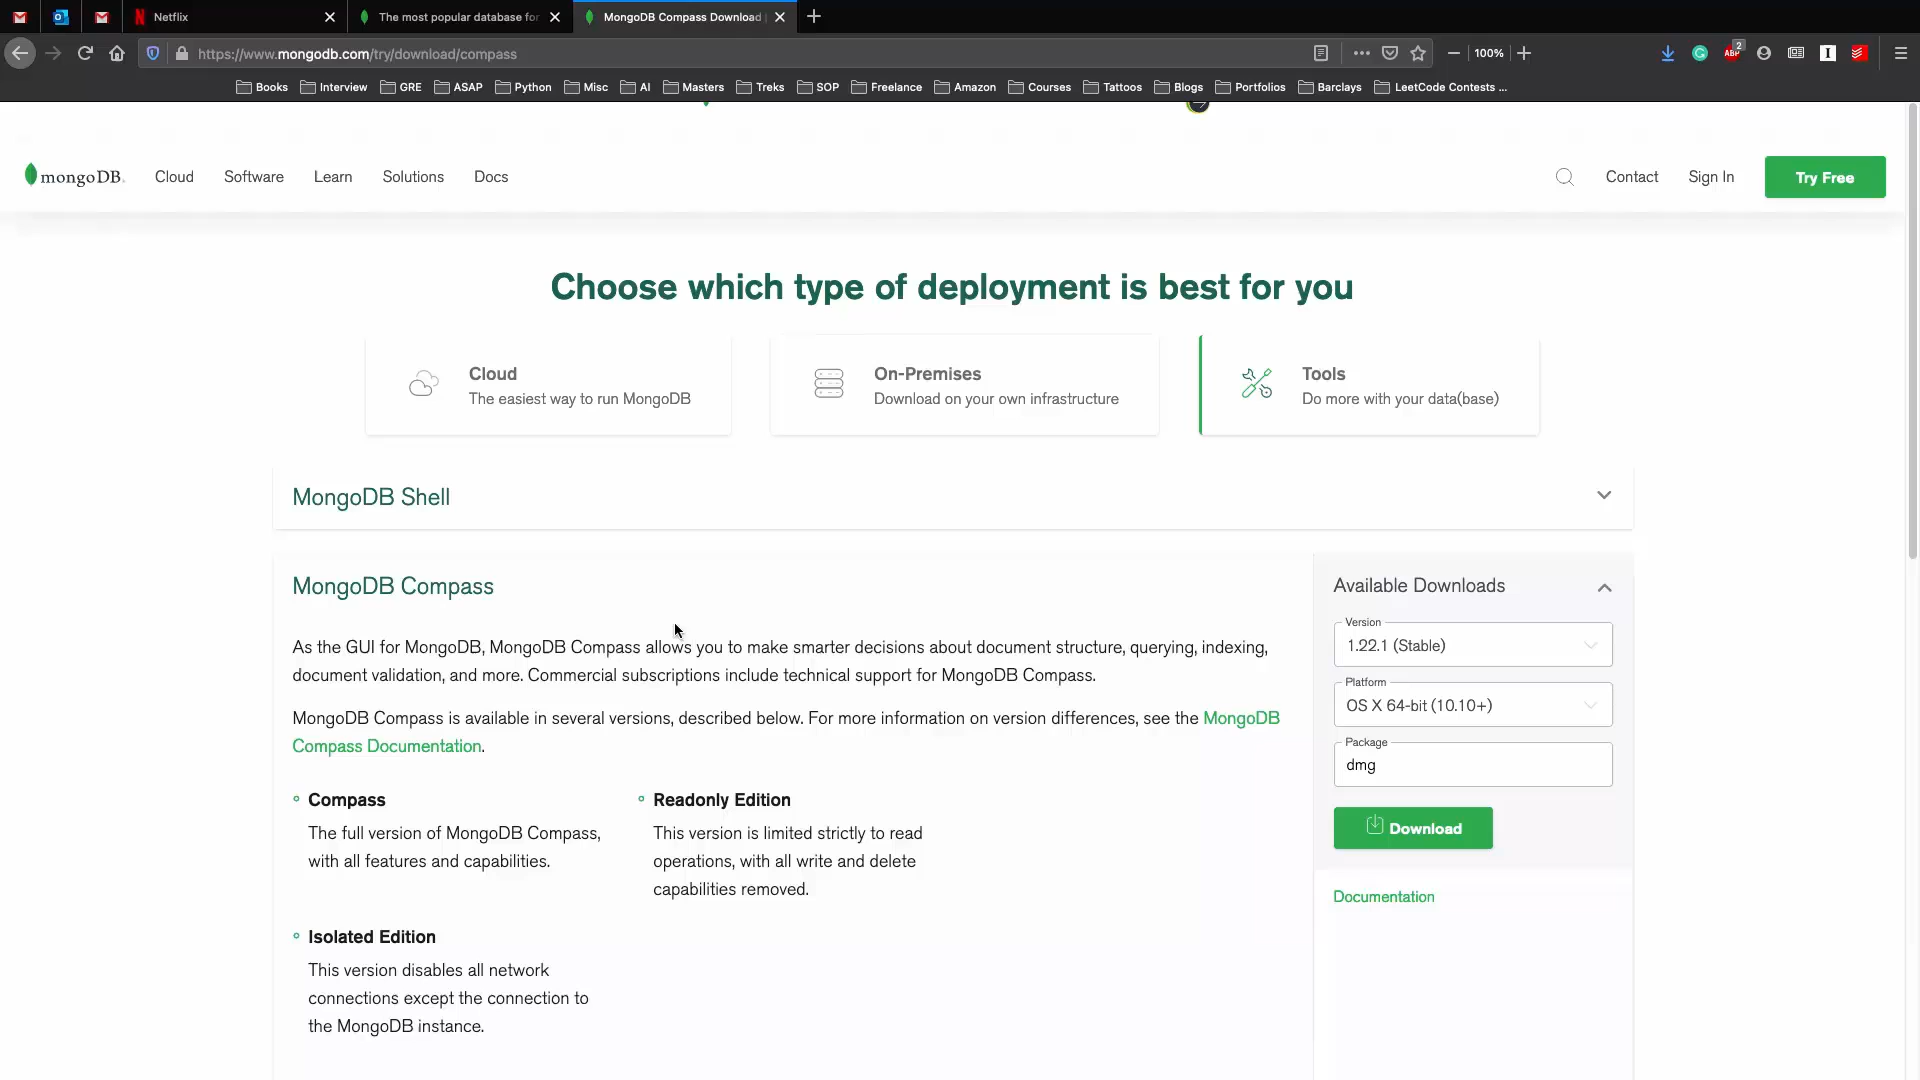 Netflix
The most popular database for
MongoDB Compass Download
https://www.mongodb.com/try/download/compass
100%
ABP
2
Books
Interview
GRE
ASAP
Python
Misc
AI
Masters
Treks
SOP
Freelance
Amazon
Courses
Tattoos
Blogs
Portfolios
Barclays
LeetCode Contests ...
mongoDB.
Cloud
Software
Learn
Solutions
Docs
Contact
Sign In
Try Free
Choose which type of deployment is best for you
Cloud
The easiest way to run MongoDB
On-Premises
Download on your own infrastructure
Tools
Do more with your data(base)
MongoDB Shell
MongoDB Compass
As the GUI for MongoDB, MongoDB Compass allows you to make smarter decisions about document structure, querying, indexing,
document validation, and more. Commercial subscriptions include technical support for MongoDB Compass.
MongoDB Compass is available in several versions, described below. For more information on version differences, see the MongoDB
Compass Documentation.
Compass
The full version of MongoDB Compass,
with all features and capabilities.
Readonly Edition
This version is limited strictly to read
operations, with all write and delete
capabilities removed.
Isolated Edition
This version disables all network
connections except the connection to
the MongoDB instance.
Available Downloads
Version
1.22.1 (Stable)
Platform
OS X 64-bit (10.10+)
Package
dmg
Download
Documentation